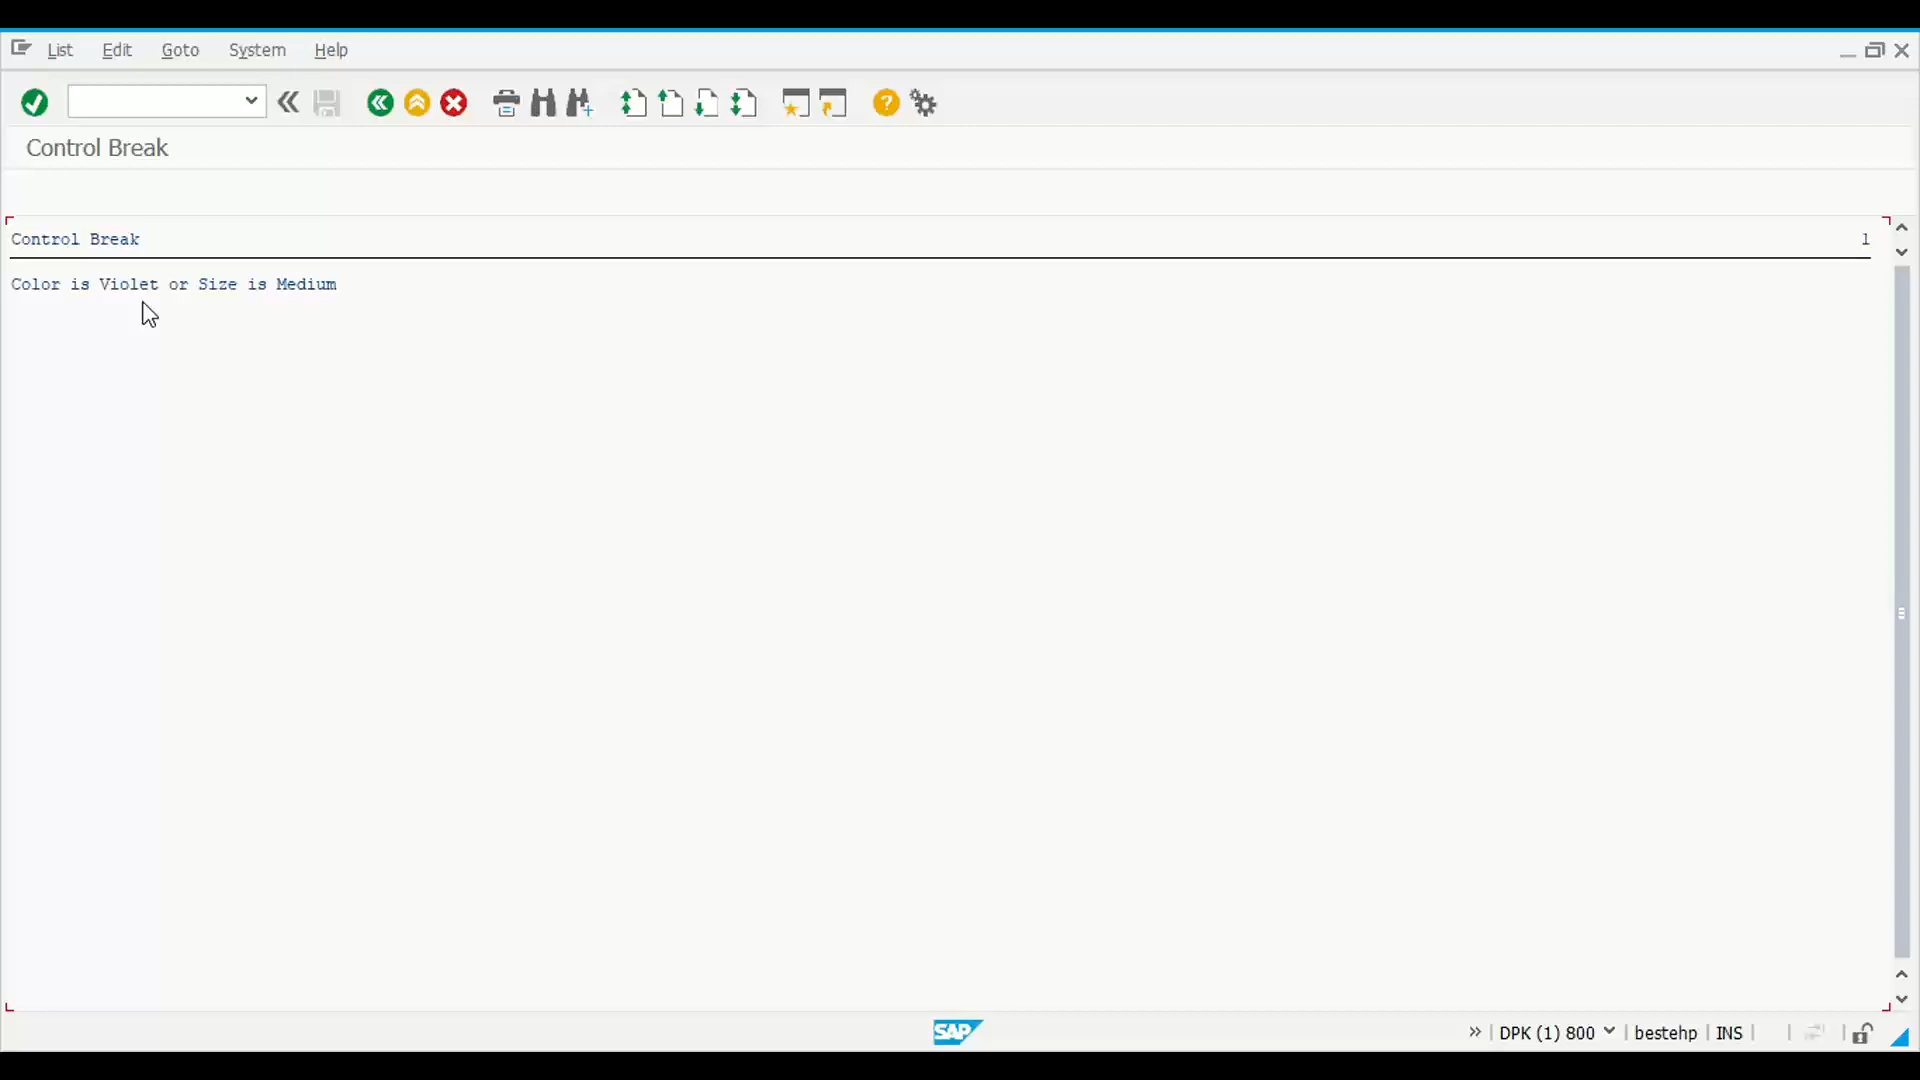 List Edit Goto System Help
Control Break
Control Break 1
Color is Violet or Size is Medium
SAP DPK (1) 800 bestehp INS